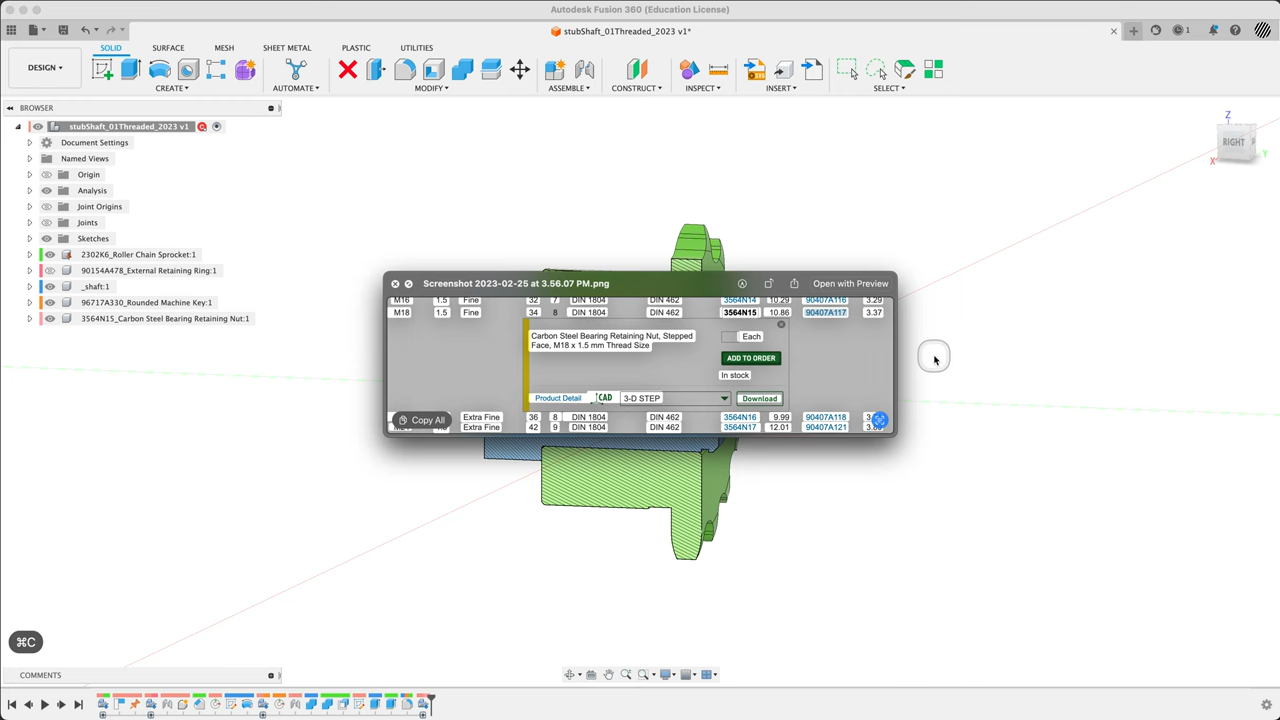 Autodesk Fusion 360 (Education License)
stubShaft_01Threaded_2023 v1*
1
SOLID SURFACE MESH SHEET METAL PLASTIC UTILITIES
DESIGN
CREATE AUTOMATE MODIFY ASSEMBLE CONSTRUCT INSPECT INSERT SELECT
BROWSER
stubShaft_01Threaded_2023 v1
Document Settings
Named Views
Origin
Analysis
Joint Origins
Joints
Sketches
2302K6_Roller Chain Sprocket:1
90154A478_External Retaining Ring:1
_shaft:1
96717A330_Rounded Machine Key:1
3564N15_Carbon Steel Bearing Retaining Nut:1
Z
RIGHT
X
Y
Screenshot 2023-02-25 at 3.56.07 PM.png
Open with Preview
M16 1.5 Fine 32 7 DIN 1804 DIN 462 3564N14 10.29 90407A116 3.29
M18 1.5 Fine 34 8 DIN 1804 DIN 462 3564N15 10.86 90407A117 3.37
Carbon Steel Bearing Retaining Nut, Stepped
Face, M18 x 1.5 mm Thread Size
Each
ADD TO ORDER
In stock
Product Detail CAD 3-D STEP Download
Extra Fine 36 8 DIN 1804 DIN 462 3564N16 9.99 90407A118
Extra Fine 42 9 DIN 1804 DIN 462 3564N17 12.01 90407A121
Copy All
⌘C
COMMENTS